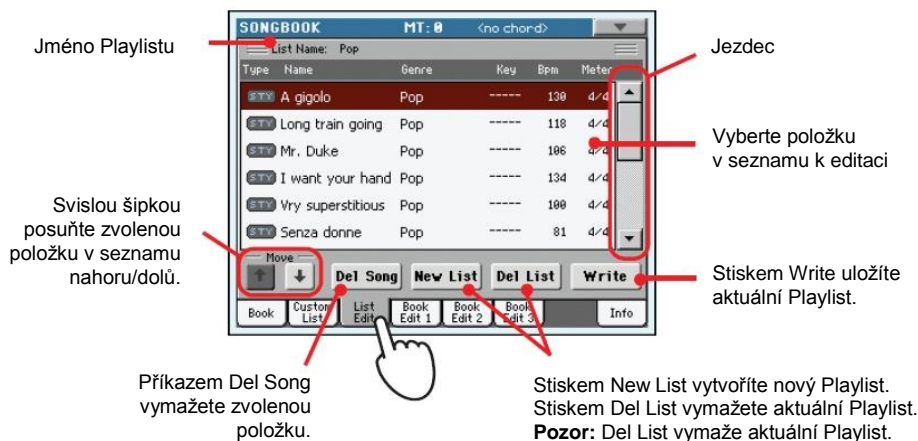 SONGBOOK MT: 0 <no chord>
Jméno Playlistu
Jezdec
List Name: Pop
Type Name Genre Key Bpm Meter
STY A gigolo Pop ----- 130 4/4
STY Long train going Pop ----- 118 4/4
STY Mr. Duke Pop ----- 106 4/4
STY I want your hand Pop ----- 134 4/4
STY Vry superstitious Pop ----- 100 4/4
STY Senza donne Pop ----- 81 4/4
Vyberte položku
v seznamu k editaci
Svislou šipkou
posuňte zvolenou
položku v seznamu
nahoru/dolů.
Move
Del Song New List Del List Write
Stiskem Write uložíte
aktuální Playlist.
Book Custom List List Edit Book Edit 1 Book Edit 2 Book Edit 3 Info
Příkazem Del Song
vymažete zvolenou
položku.
Stiskem New List vytvoříte nový Playlist.
Stiskem Del List vymažete aktuální Playlist.
Pozor: Del List vymaže aktuální Playlist.